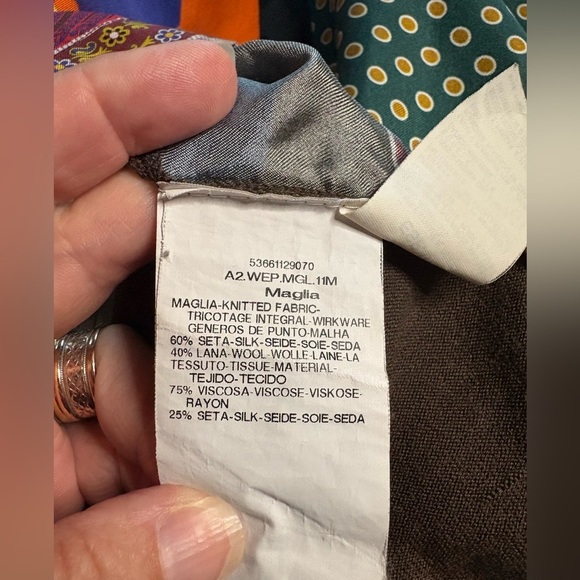 53661129070
A2.WEP.MGL.11M
Maglia
MAGLIA-KNITTED FABRIC-
TRICOTAGE INTEGRAL-WIRKWARE
GENEROS DE PUNTO-MALHA
60% SETA-SILK-SEIDE-SOIE-SEDA
40% LANA-WOOL-WOLLE-LAINE-LA
TESSUTO-TISSUE-MATERIAL-
TEJIDO-TECIDO
75% VISCOSA-VISCOSE-VISKOSE-
RAYON
25% SETA-SILK-SEIDE-SOIE-SEDA